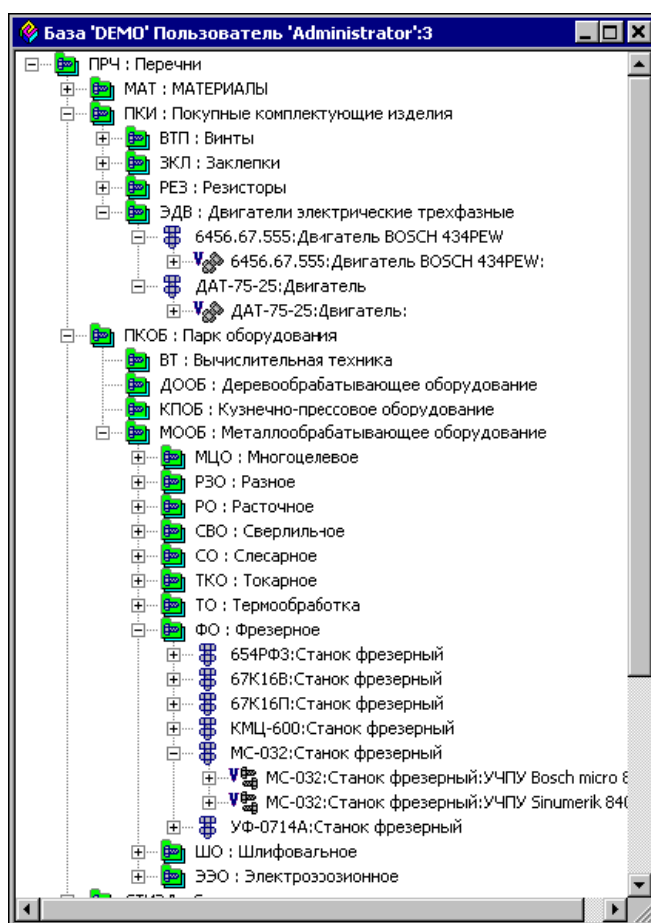 База 'DEMO' Пользователь 'Administrator':3
ПРЧ : Перечни
МАТ : МАТЕРИАЛЫ
ПКИ : Покупные комплектующие изделия
ВТП : Винты
ЗКЛ : Заклепки
РЕЗ : Резисторы
ЭДВ : Двигатели электрические трехфазные
6456.67.555:Двигатель BOSCH 434PEW
6456.67.555:Двигатель BOSCH 434PEW:
ДАТ-75-25:Двигатель
ДАТ-75-25:Двигатель:
ПКОБ : Парк оборудования
ВТ : Вычислительная техника
ДООБ : Деревообрабатывающее оборудование
КПОБ : Кузнечно-прессовое оборудование
МООБ : Металлообрабатывающее оборудование
МЦО : Многоцелевое
РЗО : Разное
РО : Расточное
СВО : Сверлильное
СО : Слесарное
ТКО : Токарное
ТО : Термообработка
ФО : Фрезерное
654РФ3:Станок фрезерный
67К16В:Станок фрезерный
67К16П:Станок фрезерный
КМЦ-600:Станок фрезерный
МС-032:Станок фрезерный
МС-032:Станок фрезерный:УЧПУ Bosch micro 8
МС-032:Станок фрезерный:УЧПУ Sinumerik 840
УФ-0714А:Станок фрезерный
ШО : Шлифовальное
ЭЭО : Электроэрозионное